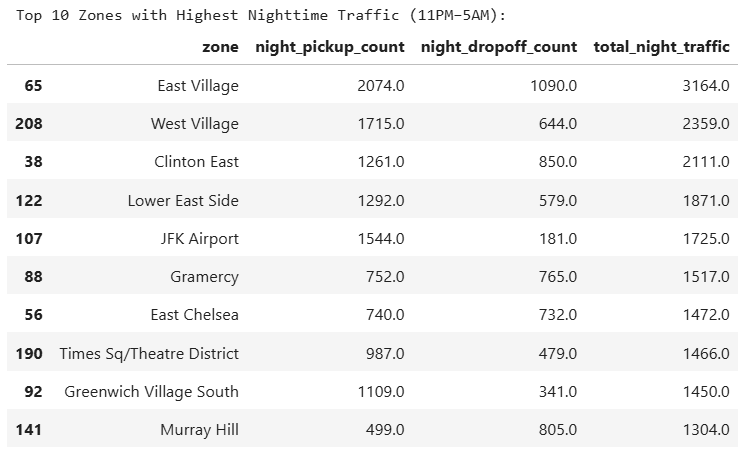 Top 10 Zones with Highest Nighttime Traffic (11PM–5AM):
zone night_pickup_count night_dropoff_count total_night_traffic
65 East Village 2074.0 1090.0 3164.0
208 West Village 1715.0 644.0 2359.0
38 Clinton East 1261.0 850.0 2111.0
122 Lower East Side 1292.0 579.0 1871.0
107 JFK Airport 1544.0 181.0 1725.0
88 Gramercy 752.0 765.0 1517.0
56 East Chelsea 740.0 732.0 1472.0
190 Times Sq/Theatre District 987.0 479.0 1466.0
92 Greenwich Village South 1109.0 341.0 1450.0
141 Murray Hill 499.0 805.0 1304.0